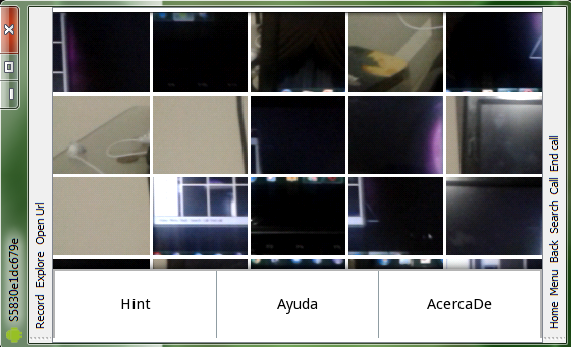 S5830e1dc679e
Record Explore Open Url
Hint
Ayuda
AcercaDe
Home Menu Back Search Call End call